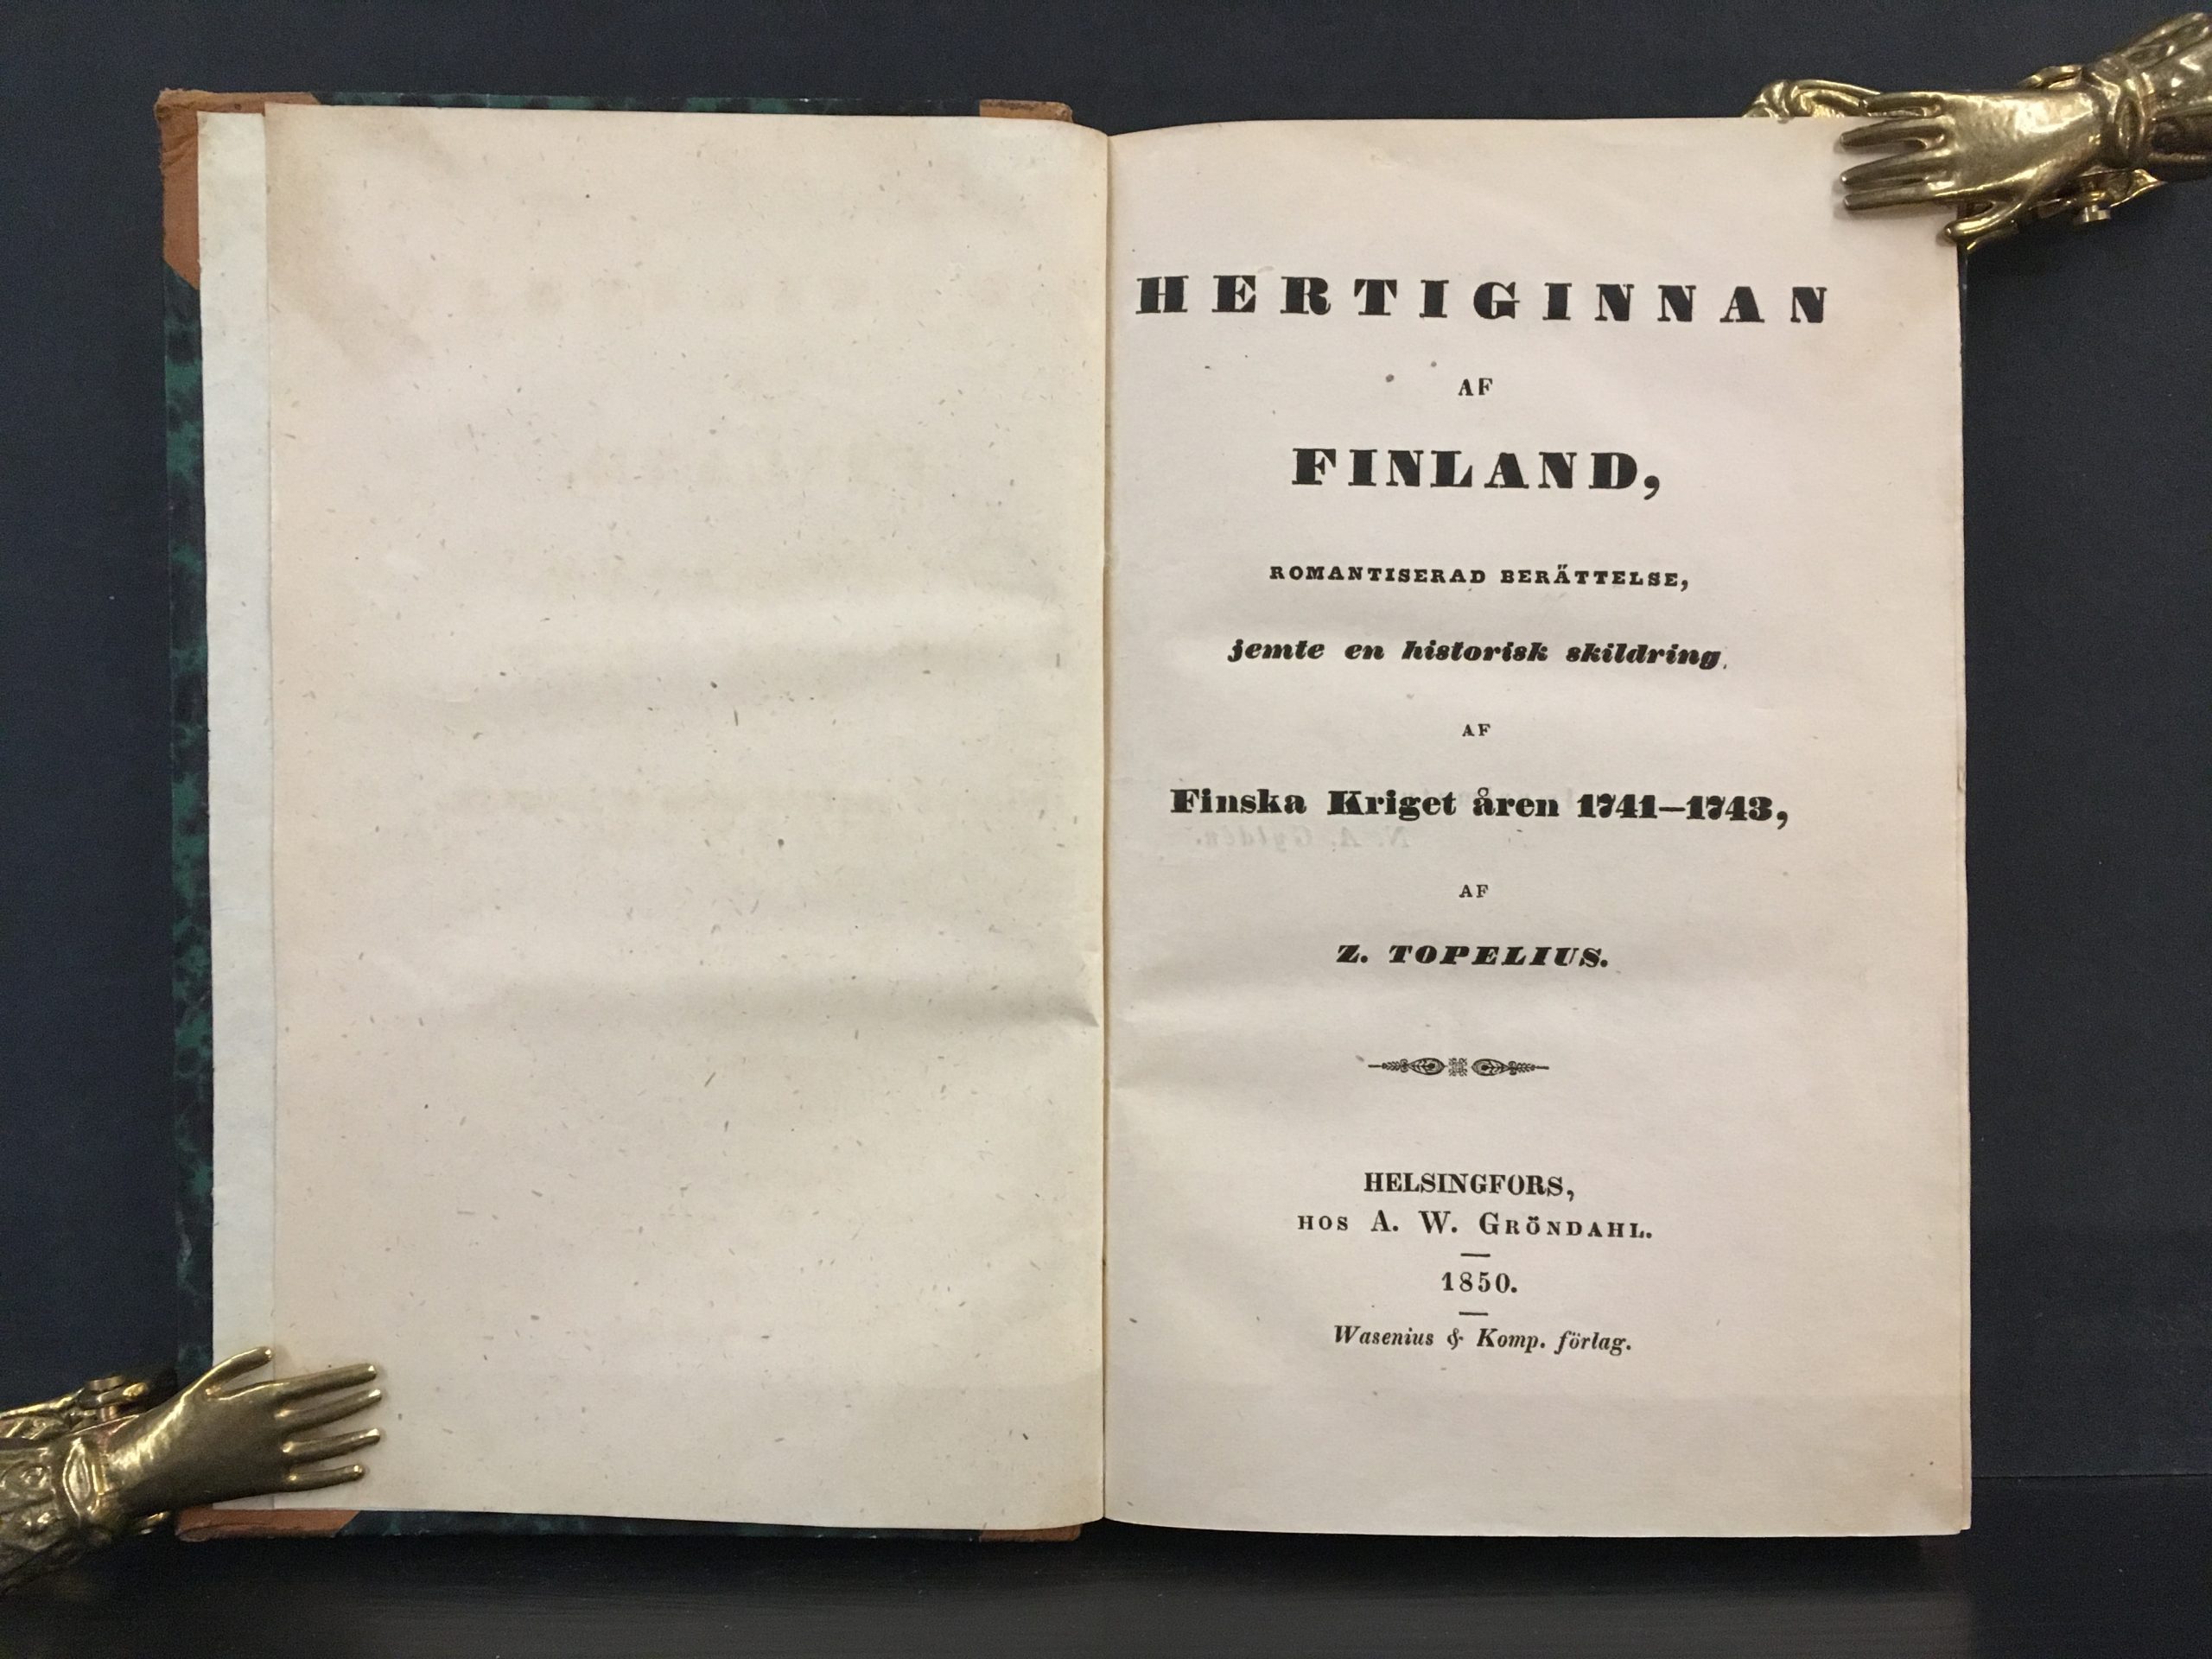 HERTIGINNAN
AF
FINLAND,
ROMANTISERAD BERÄTTELSE,
jemte en historisk skildring,
AF
Finska Kriget åren 1741—1743,
AF
Z. TOPELIUS.
HELSINGFORS,
HOS A. W. GRÖNDAHL.
1850.
Wasenius & Komp. förlag.